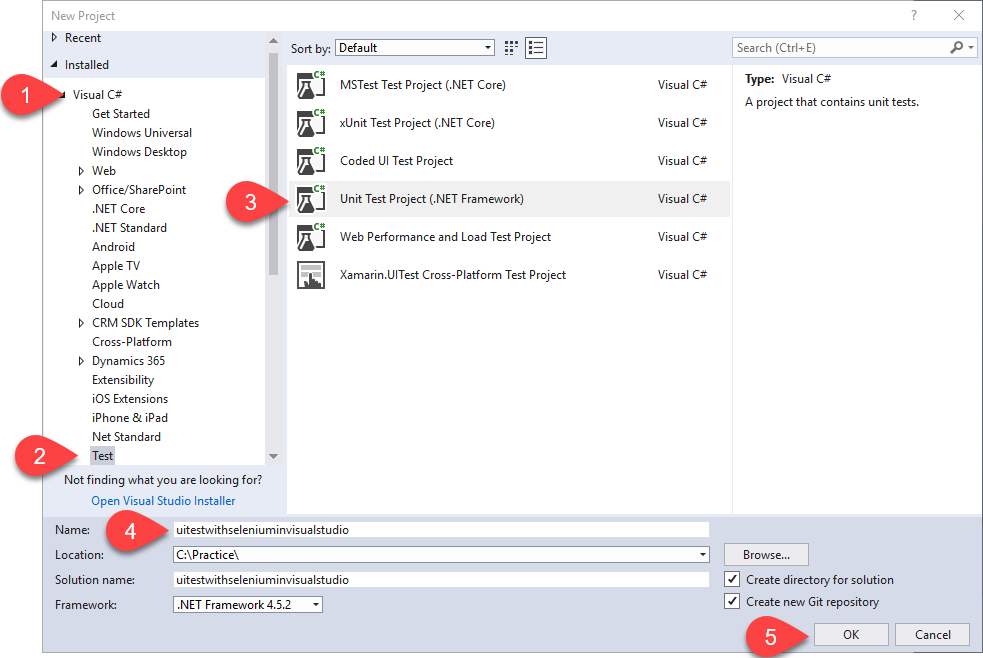 New Project
?
Recent
Installed
1
Visual C#
Get Started
Windows Universal
Windows Desktop
Web
Office/SharePoint
.NET Core
.NET Standard
Android
Apple TV
Apple Watch
Cloud
CRM SDK Templates
Cross-Platform
Dynamics 365
Extensibility
iOS Extensions
iPhone & iPad
Net Standard
2
Test
Not finding what you are looking for?
Open Visual Studio Installer
Sort by: Default
C# MSTest Test Project (.NET Core) Visual C#
C# xUnit Test Project (.NET Core) Visual C#
C# Coded UI Test Project Visual C#
3
C# Unit Test Project (.NET Framework) Visual C#
C# Web Performance and Load Test Project Visual C#
Xamarin.UITest Cross-Platform Test Project Visual C#
Search (Ctrl+E)
Type: Visual C#
A project that contains unit tests.
Name: 4 uitestwithseleniuminvisualstudio
Location: C:\Practice\ Browse...
Solution name: uitestwithseleniuminvisualstudio
Create directory for solution
Framework: .NET Framework 4.5.2
Create new Git repository
5
OK Cancel